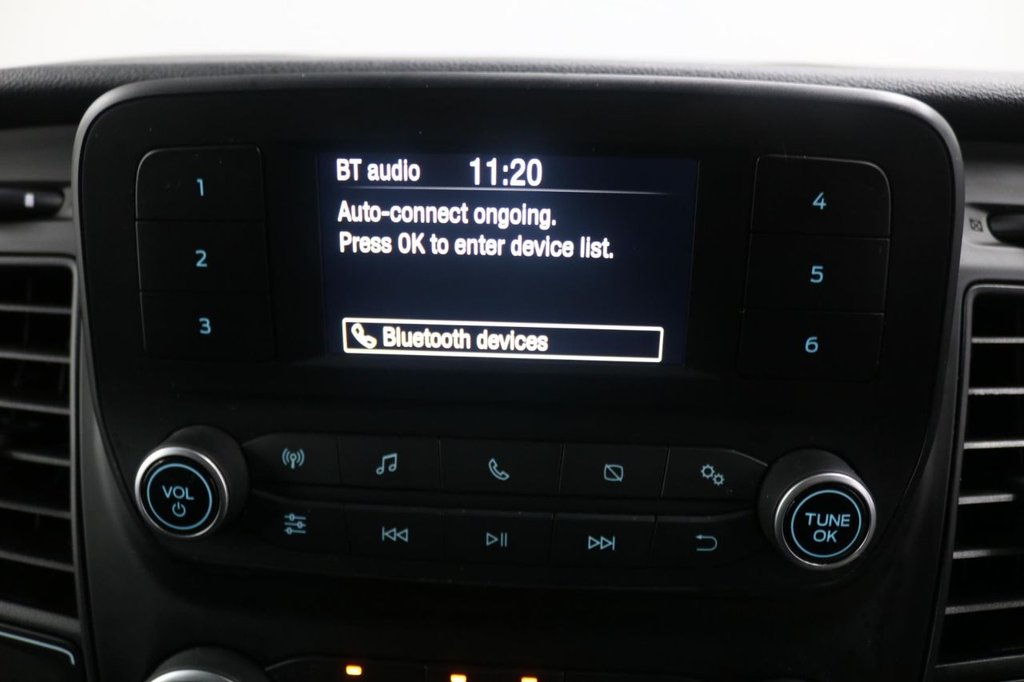 BT audio 11:20
Auto-connect ongoing.
Press OK to enter device list.
Bluetooth devices
1
2
3
4
5
6
VOL
TUNE
OK